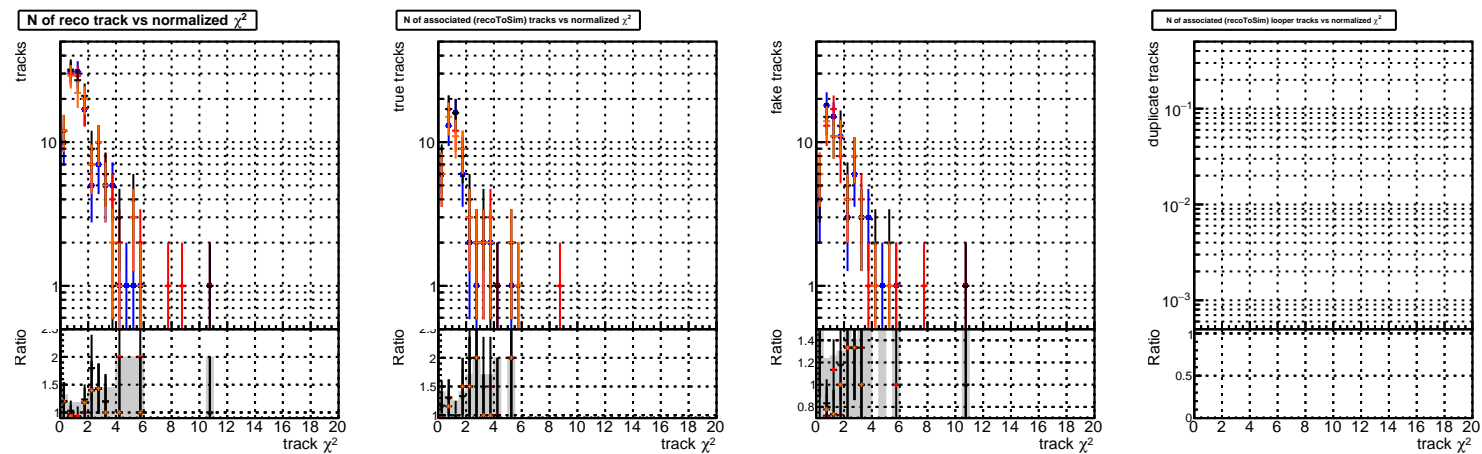 N of reco track vs normalized χ²
tracks
10
1
Ratio
2.5
2
1.5
1
0 2 4 6 8 10 12 14 16 18 20
track χ²
N of associated (recoToSim) tracks vs normalized χ²
true tracks
10
1
Ratio
2.5
2
1.5
1
0 2 4 6 8 10 12 14 16 18 20
track χ²
fake tracks
10
1
Ratio
1.4
1.2
1
0.8
0 2 4 6 8 10 12 14 16 18 20
track χ²
N of associated (recoToSim) looper tracks vs normalized χ²
duplicate tracks
10⁻¹
10⁻²
10⁻³
Ratio
1
0.5
0
0 2 4 6 8 10 12 14 16 18 20
track χ²